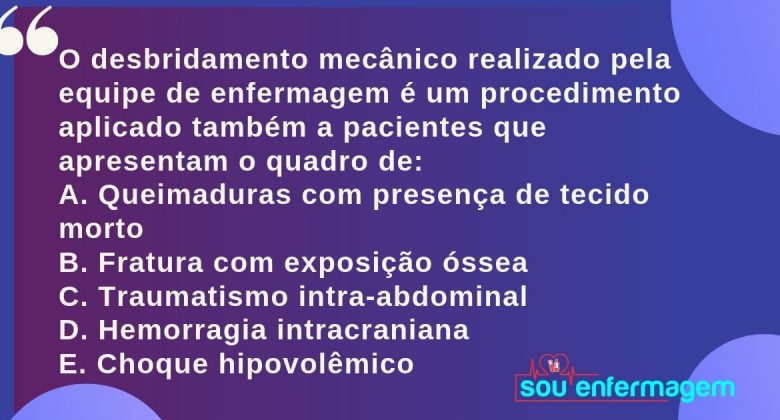 O desbridamento mecânico realizado pela
equipe de enfermagem é um procedimento
aplicado também a pacientes que
apresentam o quadro de:
A. Queimaduras com presença de tecido
morto
B. Fratura com exposição óssea
C. Traumatismo intra-abdominal
D. Hemorragia intracraniana
E. Choque hipovolêmico
sou enfermagem